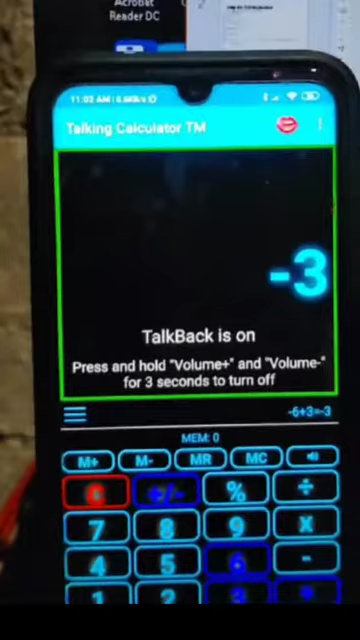 Acrobat
Reader DC
11:02 AM
Talking Calculator TM
-3
TalkBack is on
Press and hold "Volume+" and "Volume-"
for 3 seconds to turn off
-6+3=-3
MEM: 0
M+ M- MR MC
C +/- % ÷
7 8 9 X
4 5 6 -
1 2 3